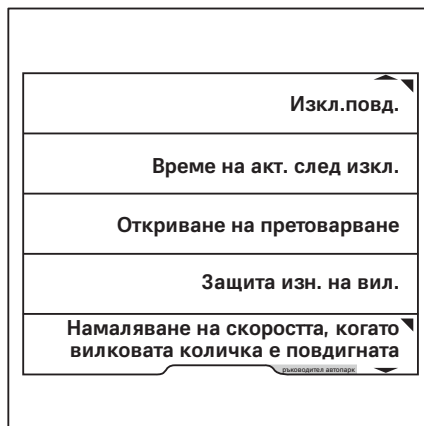 Изкл.повд.
Време на акт. след изкл.
Откриване на претоварване
Защита изн. на вил.
Намаляване на скоростта, когато
вилковата количка е повдигната
ръководител автопарк